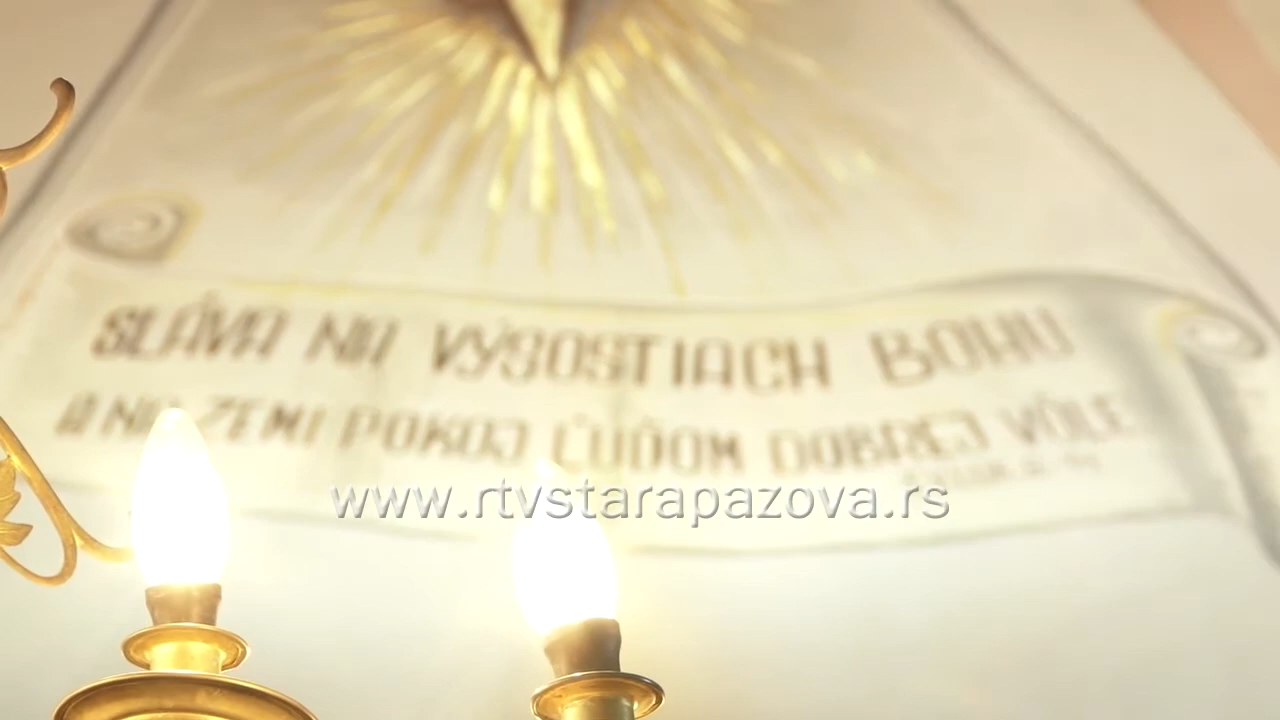 SLÁVA NA VÝSOSTIACH BOHU
A NA ZEMI POKOJ ĽUĎOM DOBREJ VÔLE
www.rtvstarapazova.rs